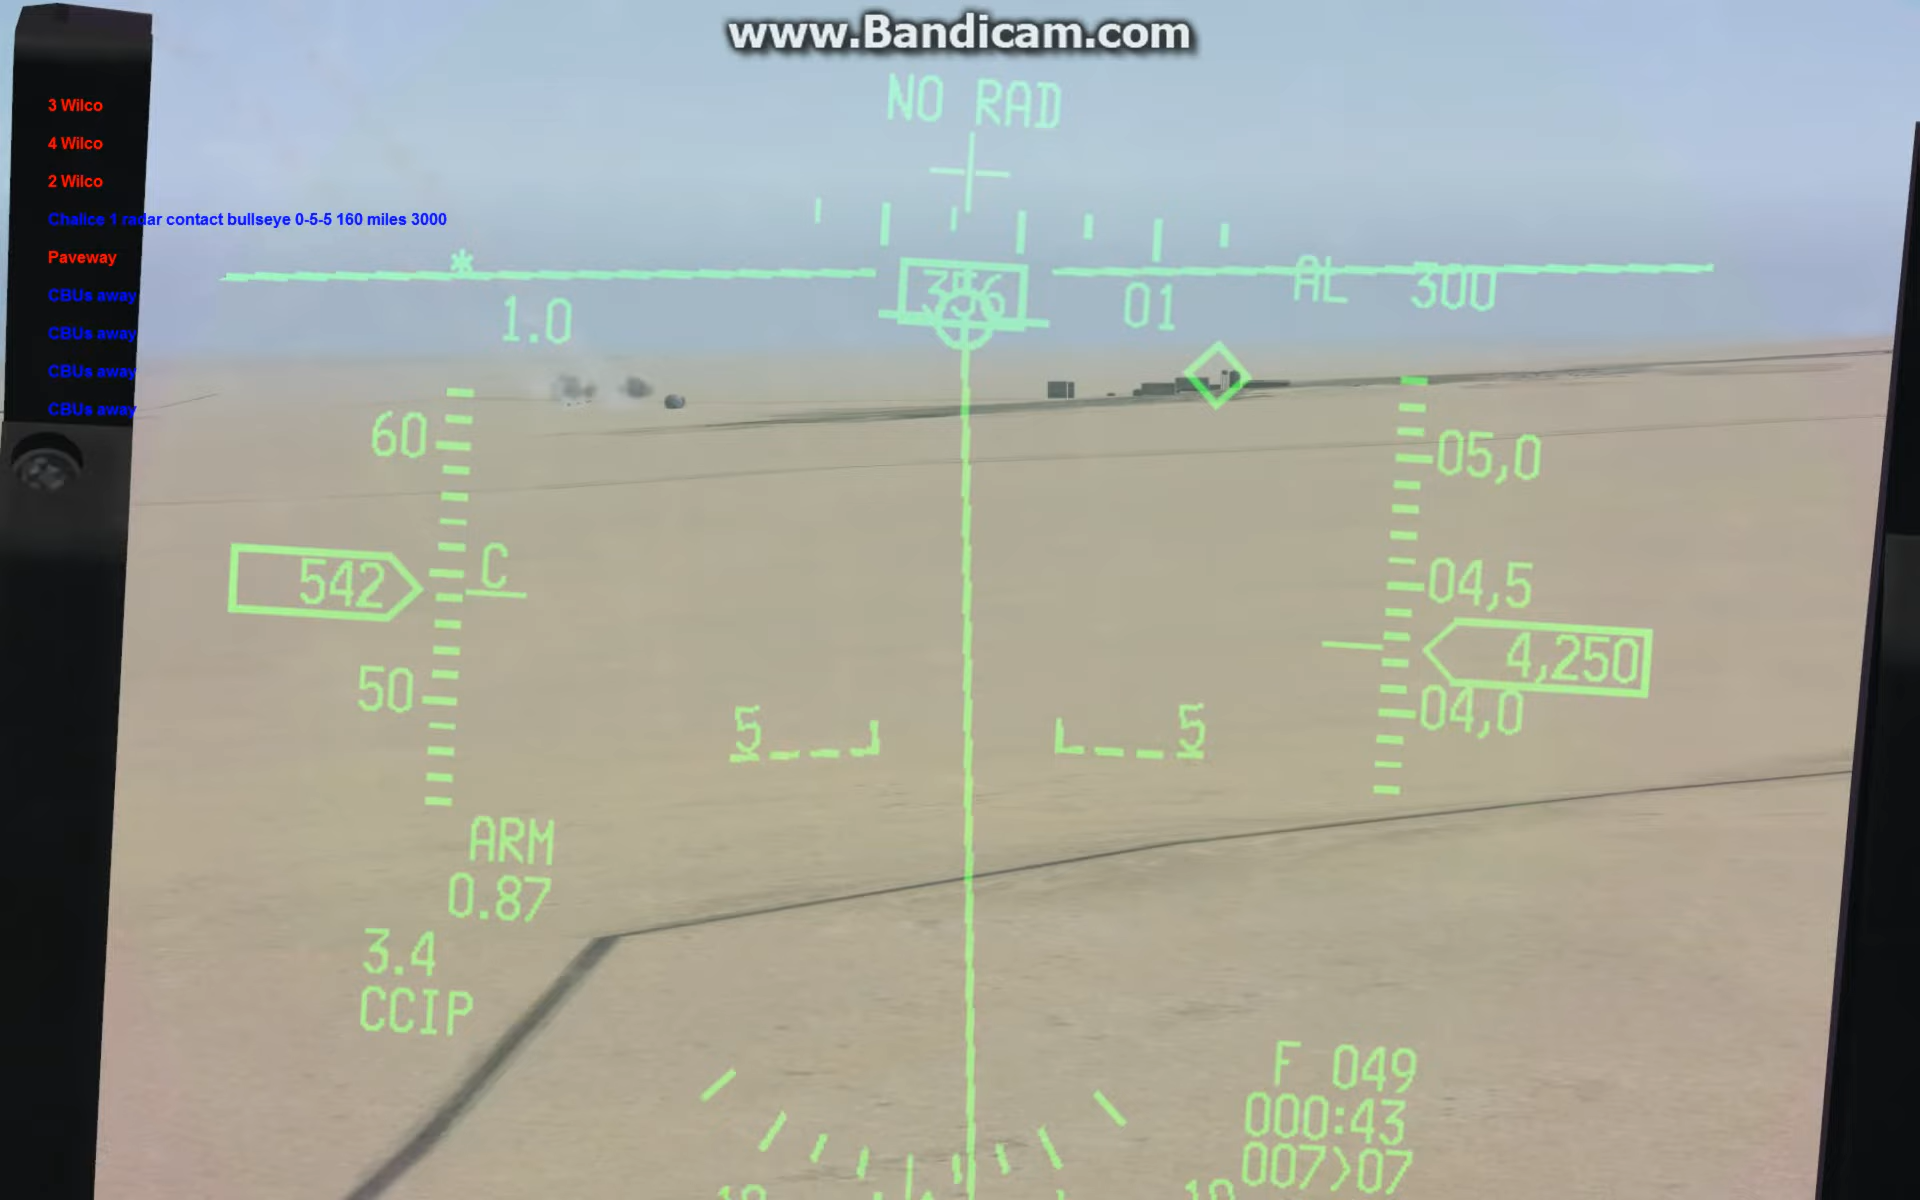 www.Bandicam.com
NO RAD
3 Wilco
4 Wilco
2 Wilco
Chalice 1 radar contact bullseye 0-5-5 160 miles 3000
Paveway
CBUs away
CBUs away
CBUs away
CBUs away
356
1.0
01
AL 300
60
05,0
C
542
04,5
4,250
50
04,0
5
5
ARM
0.87
3.4
CCIP
F 049
000:43
007>07
10
10